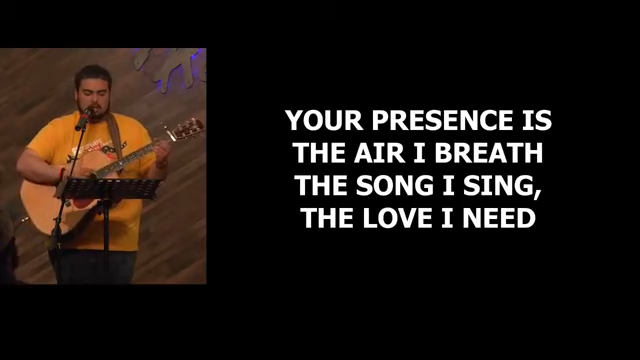 YOUR PRESENCE IS
THE AIR I BREATH
THE SONG I SING,
THE LOVE I NEED